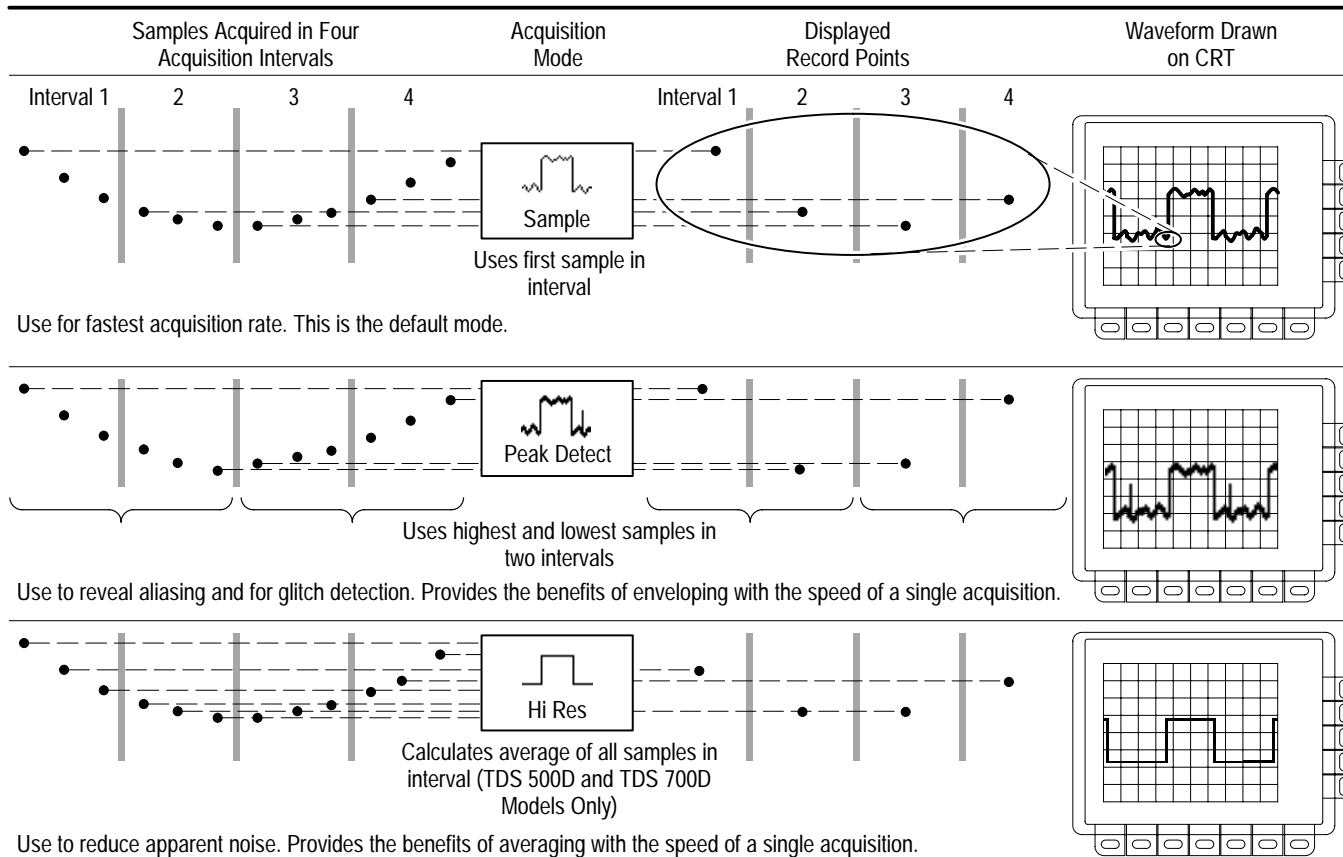 Samples Acquired in Four
Acquisition Intervals
Acquisition
Mode
Displayed
Record Points
Waveform Drawn
on CRT
Interval 1 2 3 4
Interval 1 2 3 4
Sample
Uses first sample in
interval
Use for fastest acquisition rate. This is the default mode.
Peak Detect
Uses highest and lowest samples in
two intervals
Use to reveal aliasing and for glitch detection. Provides the benefits of enveloping with the speed of a single acquisition.
Hi Res
Calculates average of all samples in
interval (TDS 500D and TDS 700D
Models Only)
Use to reduce apparent noise. Provides the benefits of averaging with the speed of a single acquisition.